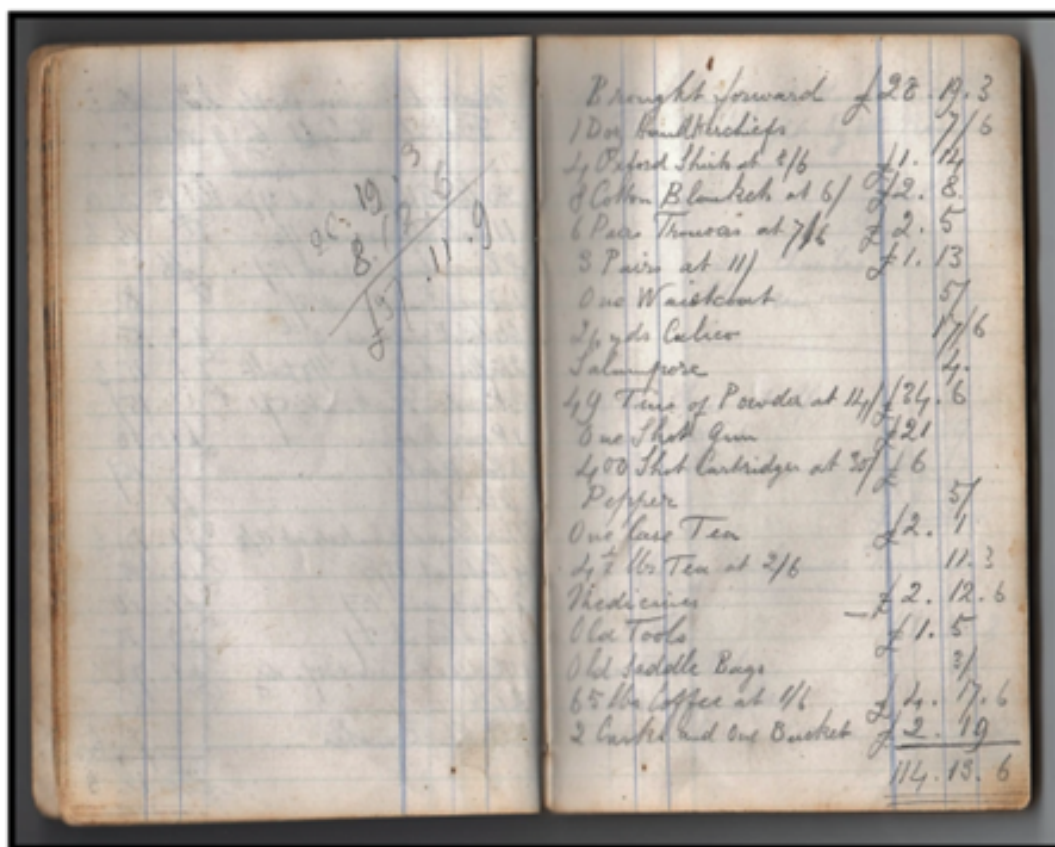 3
19. 6
8. 12
£37.11.9
Brought forward £28.19.3
1 Doz Handkerchiefs 7/6
4 Oxford Shirts at 8/6 £1.14
8 Cotton Blankets at 6/ £2.8.
6 Pairs Trousers at 7/6 £2.5
3 Pairs at 11/ £1.13
One Waistcoat 5/
24 yds Calico 17/6
Salampore 4.
49 Tins of Powder at 14/ £34.6
One Shot Gun £21
400 Shot Cartridges at 30/ £6
Pepper 5/
One Case Tea £2.1
4½ lbs Tea at 2/6 11.3
Medicines £2.12.6
Old Tools £1.5
Old Saddle Bags 3/
65 lbs Coffee at 1/6 £4.17.6
2 Casks and One Bucket £2.19
114.13.6